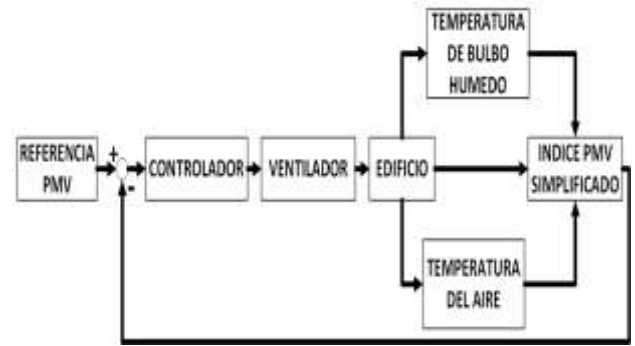 TEMPERATURA
DE BULBO
HUMEDO
REFERENCIA
PMV
+
-
CONTROLADOR
VENTILADOR
EDIFICIO
INDICE PMV
SIMPLIFICADO
TEMPERATURA
DEL AIRE